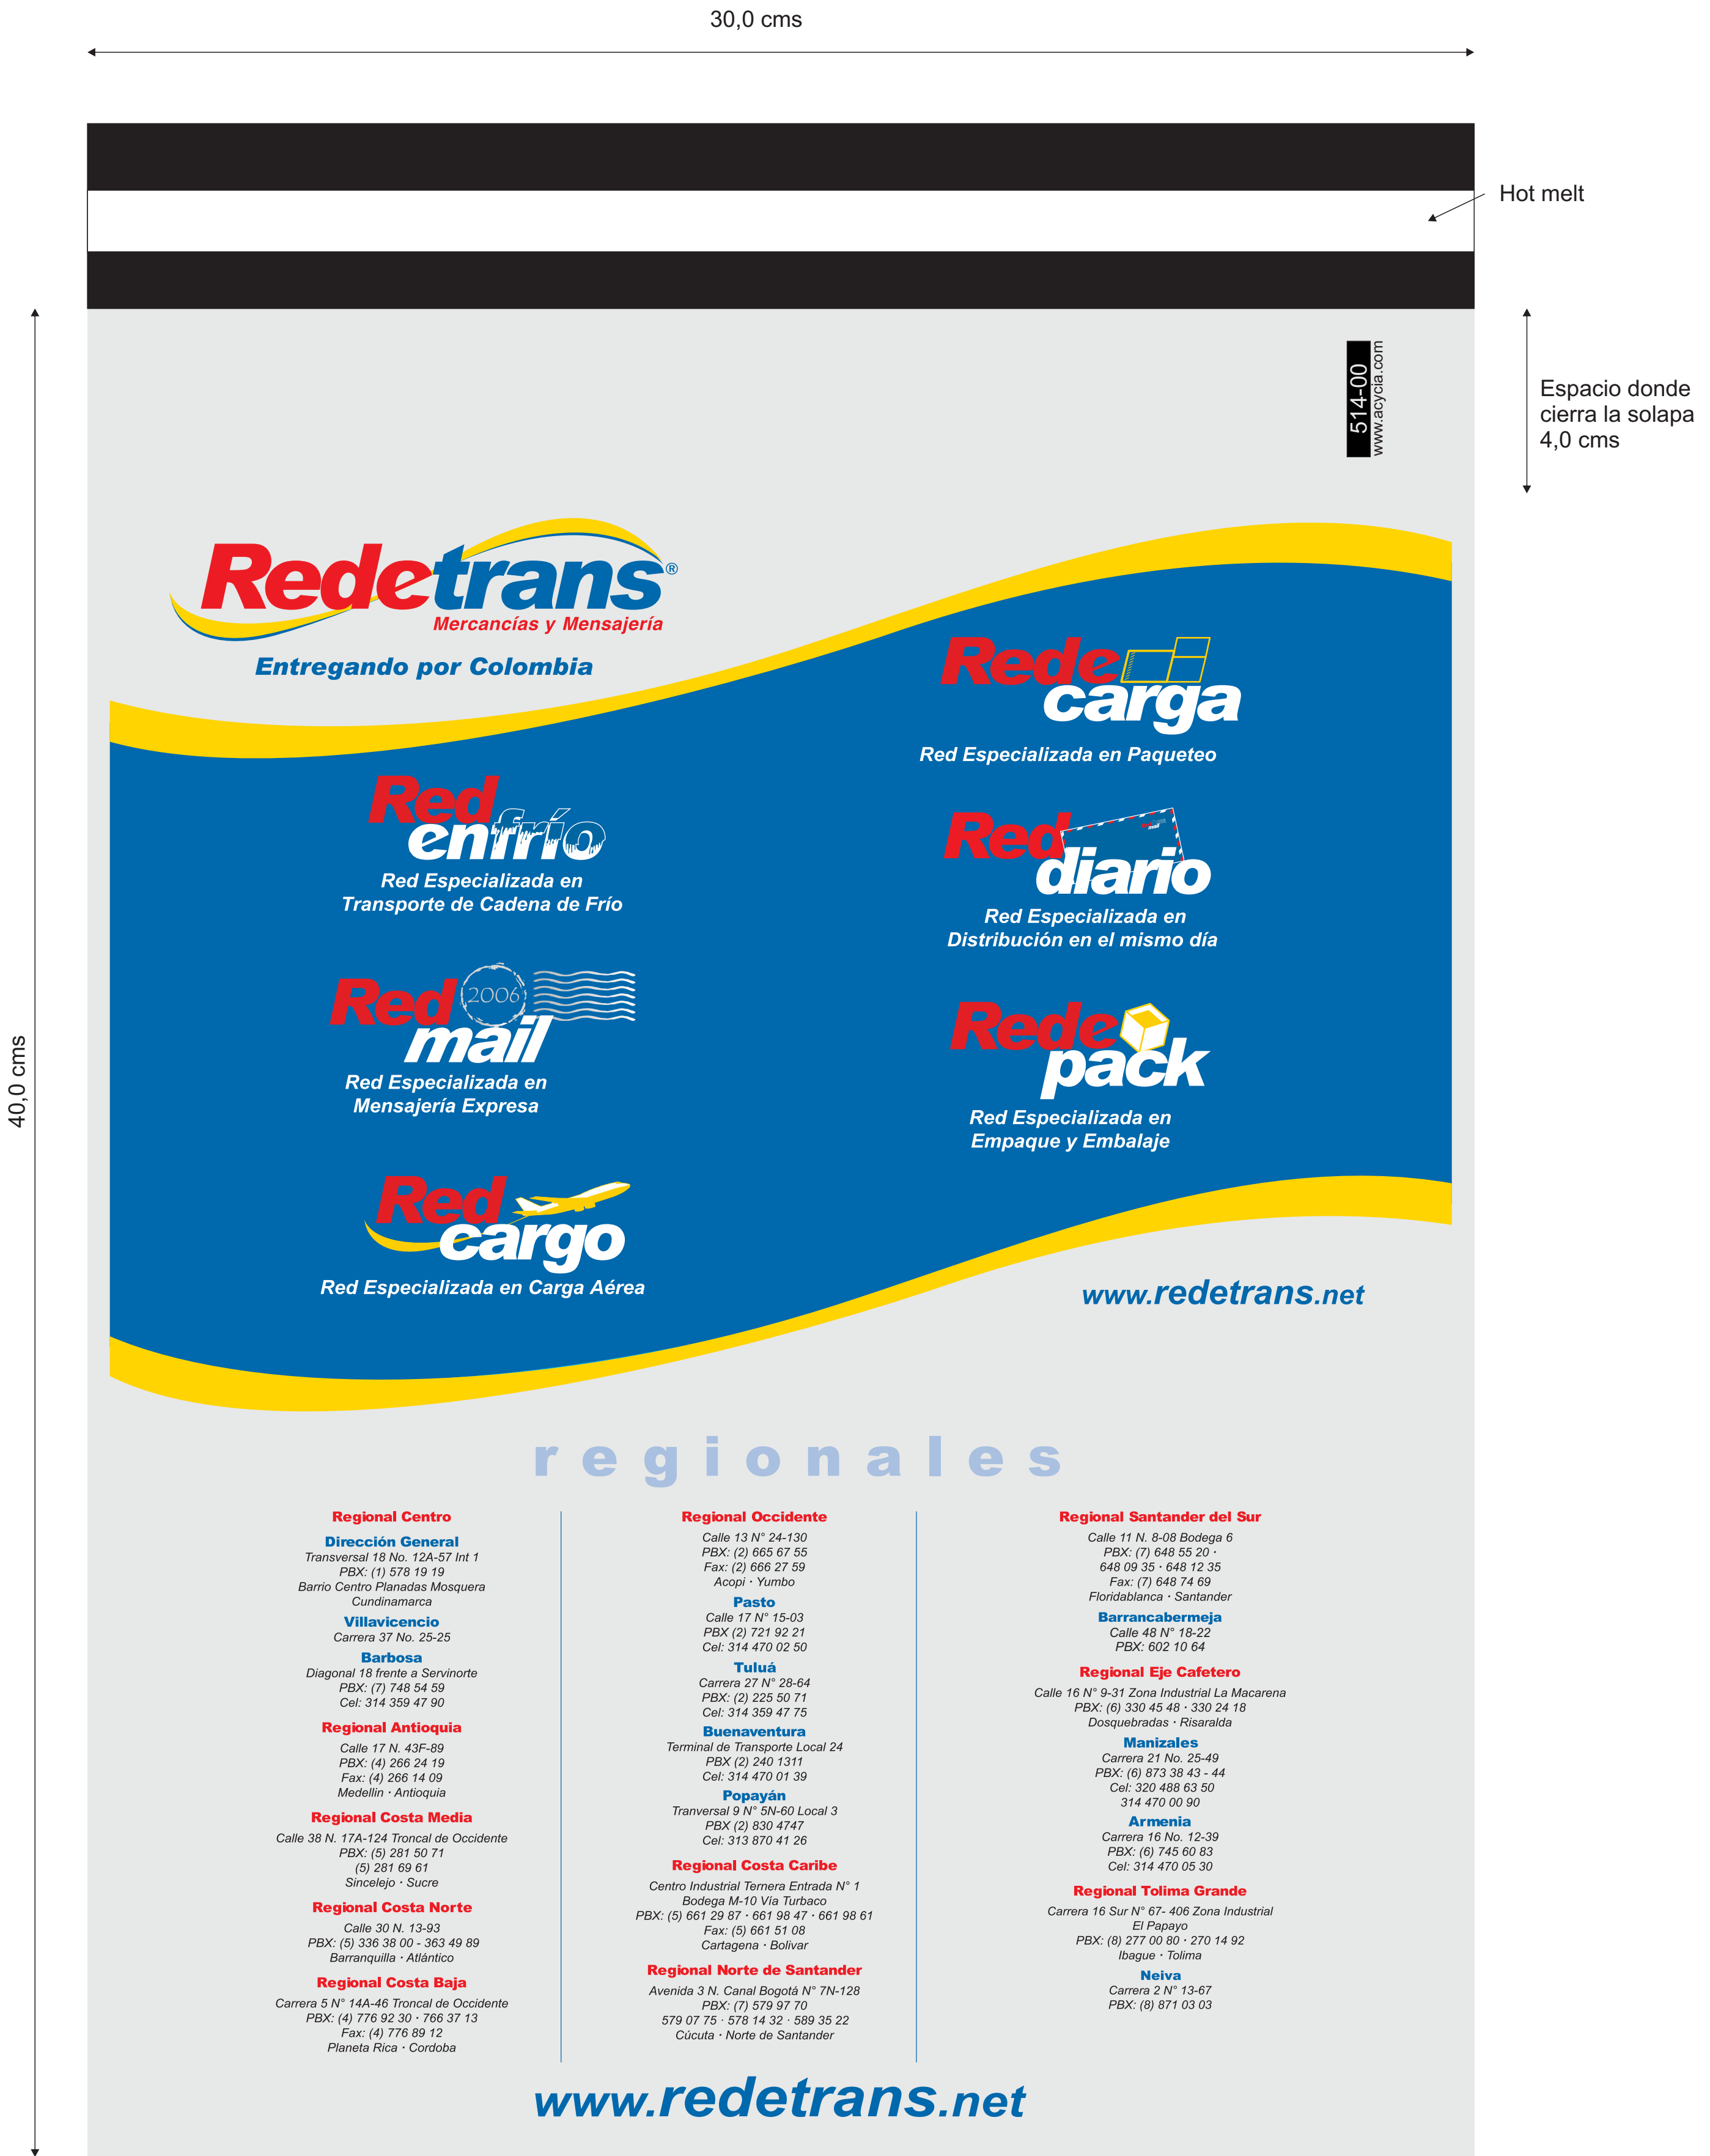 30,0 cms
Hot melt
514-00
www.acycia.com
Espacio donde
cierra la solapa
4,0 cms
40,0 cms
Redetrans®
Mercancías y Mensajería
Entregando por Colombia
Rede
carga
Red Especializada en Paqueteo
Red
enfrío
Red Especializada en
Transporte de Cadena de Frío
Red
diario
Red Especializada en
Distribución en el mismo día
Red
2006
mail
Red Especializada en
Mensajería Expresa
Rede
pack
Red Especializada en
Empaque y Embalaje
Red
cargo
Red Especializada en Carga Aérea
www.redetrans.net
regionales
Regional Centro
Dirección General
Transversal 18 No. 12A-57 Int 1
PBX: (1) 578 19 19
Barrio Centro Planadas Mosquera
Cundinamarca
Villavicencio
Carrera 37 No. 25-25
Barbosa
Diagonal 18 frente a Servinorte
PBX: (7) 748 54 59
Cel: 314 359 47 90
Regional Antioquia
Calle 17 N. 43F-89
PBX: (4) 266 24 19
Fax: (4) 266 14 09
Medellin · Antioquia
Regional Costa Media
Calle 38 N. 17A-124 Troncal de Occidente
PBX: (5) 281 50 71
(5) 281 69 61
Sincelejo · Sucre
Regional Costa Norte
Calle 30 N. 13-93
PBX: (5) 336 38 00 - 363 49 89
Barranquilla · Atlántico
Regional Costa Baja
Carrera 5 N° 14A-46 Troncal de Occidente
PBX: (4) 776 92 30 · 766 37 13
Fax: (4) 776 89 12
Planeta Rica · Cordoba
Regional Occidente
Calle 13 N° 24-130
PBX: (2) 665 67 55
Fax: (2) 666 27 59
Acopi · Yumbo
Pasto
Calle 17 N° 15-03
PBX (2) 721 92 21
Cel: 314 470 02 50
Tuluá
Carrera 27 N° 28-64
PBX: (2) 225 50 71
Cel: 314 359 47 75
Buenaventura
Terminal de Transporte Local 24
PBX (2) 240 1311
Cel: 314 470 01 39
Popayán
Tranversal 9 N° 5N-60 Local 3
PBX (2) 830 4747
Cel: 313 870 41 26
Regional Costa Caribe
Centro Industrial Ternera Entrada N° 1
Bodega M-10 Vía Turbaco
PBX: (5) 661 29 87 · 661 98 47 · 661 98 61
Fax: (5) 661 51 08
Cartagena · Bolivar
Regional Norte de Santander
Avenida 3 N. Canal Bogotá N° 7N-128
PBX: (7) 579 97 70
579 07 75 · 578 14 32 · 589 35 22
Cúcuta · Norte de Santander
Regional Santander del Sur
Calle 11 N. 8-08 Bodega 6
PBX: (7) 648 55 20 ·
648 09 35 · 648 12 35
Fax: (7) 648 74 69
Floridablanca · Santander
Barrancabermeja
Calle 48 N° 18-22
PBX: 602 10 64
Regional Eje Cafetero
Calle 16 N° 9-31 Zona Industrial La Macarena
PBX: (6) 330 45 48 · 330 24 18
Dosquebradas · Risaralda
Manizales
Carrera 21 No. 25-49
PBX: (6) 873 38 43 - 44
Cel: 320 488 63 50
314 470 00 90
Armenia
Carrera 16 No. 12-39
PBX: (6) 745 60 83
Cel: 314 470 05 30
Regional Tolima Grande
Carrera 16 Sur N° 67- 406 Zona Industrial
El Papayo
PBX: (8) 277 00 80 · 270 14 92
Ibague · Tolima
Neiva
Carrera 2 N° 13-67
PBX: (8) 871 03 03
www.redetrans.net